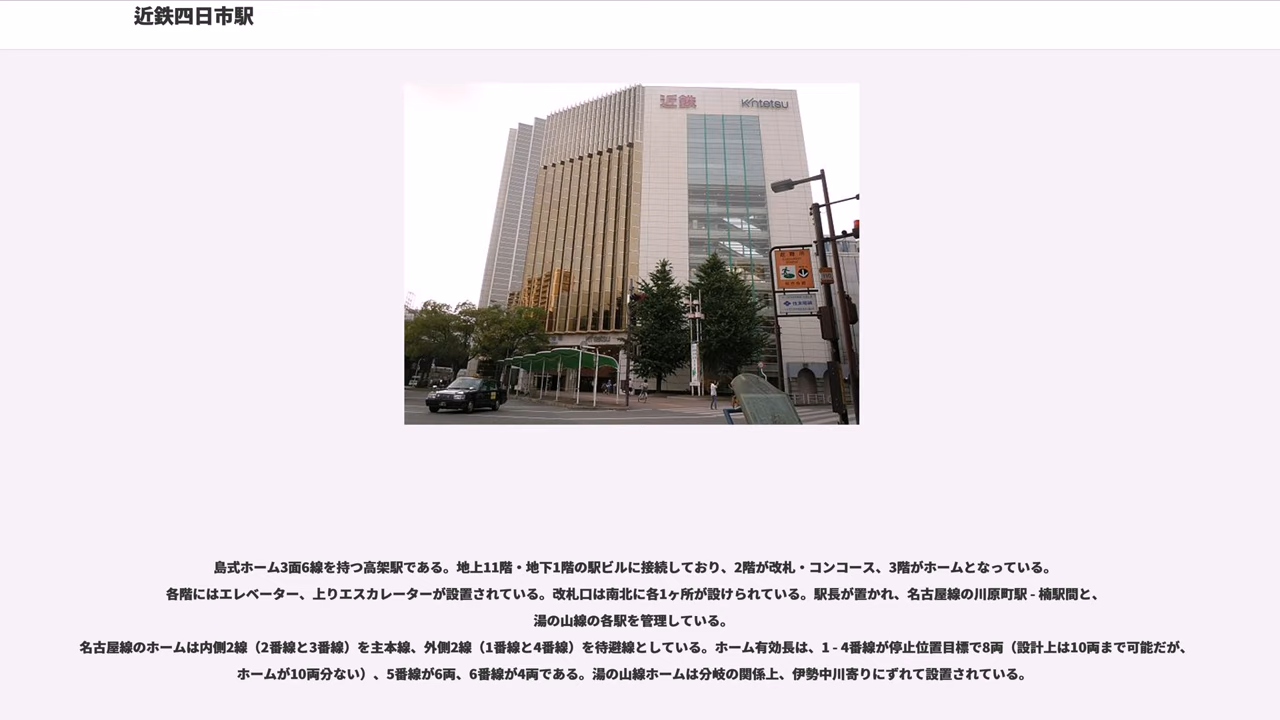 近鉄四日市駅
近鉄
Kintetsu
避難所
島式ホーム3面6線を持つ高架駅である。地上11階・地下1階の駅ビルに接続しており、2階が改札・コンコース、3階がホームとなっている。
各階にはエレベーター、上りエスカレーターが設置されている。改札口は南北に各1ヶ所が設けられている。駅長が置かれ、名古屋線の川原町駅 - 楠駅間と、
湯の山線の各駅を管理している。
名古屋線のホームは内側2線（2番線と3番線）を主本線、外側2線（1番線と4番線）を待避線としている。ホーム有効長は、1 - 4番線が停止位置目標で8両（設計上は10両まで可能だが、
ホームが10両分ない）、5番線が6両、6番線が4両である。湯の山線ホームは分岐の関係上、伊勢中川寄りにずれて設置されている。